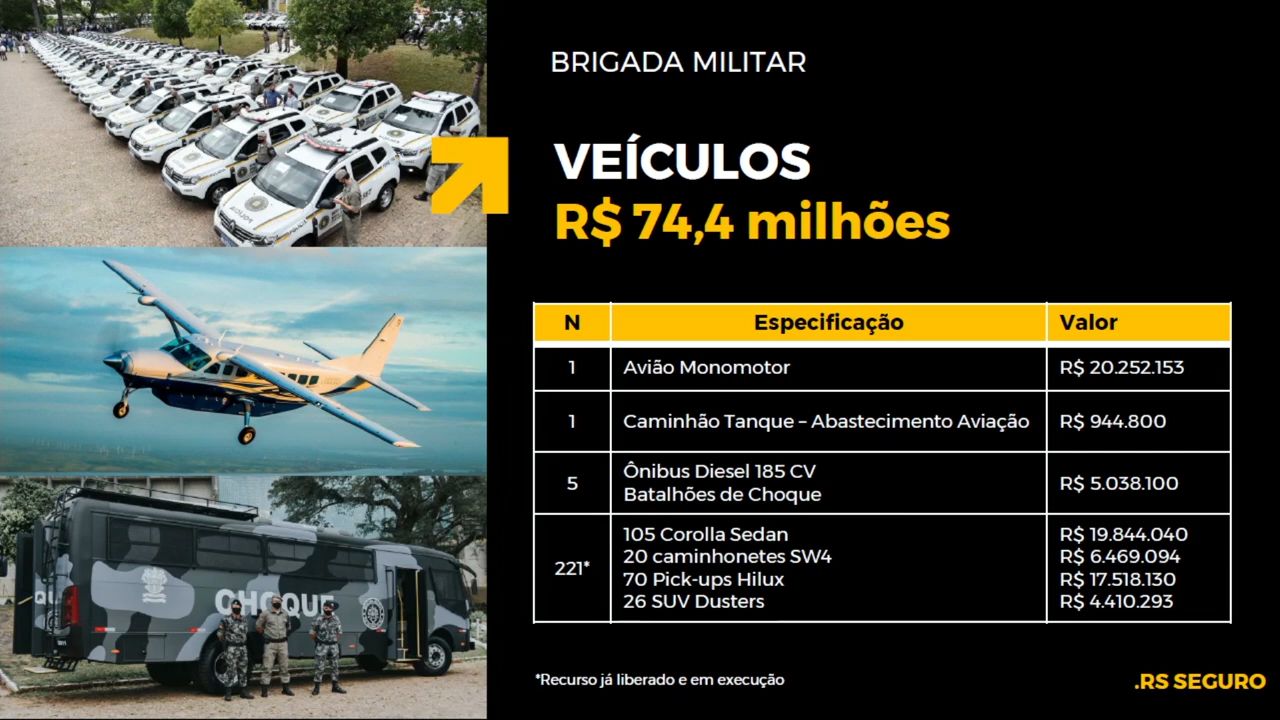 BRIGADA MILITAR
VEÍCULOS
R$ 74,4 milhões
N Especificação Valor
1 Avião Monomotor R$ 20.252.153
1 Caminhão Tanque – Abastecimento Aviação R$ 944.800
5 Ônibus Diesel 185 CV R$ 5.038.100
Batalhões de Choque
221* 105 Corolla Sedan R$ 19.844.040
20 caminhonetes SW4 R$ 6.469.094
70 Pick-ups Hilux R$ 17.518.130
26 SUV Dusters R$ 4.410.293
*Recurso já liberado e em execução
.RS SEGURO
CHOQUE